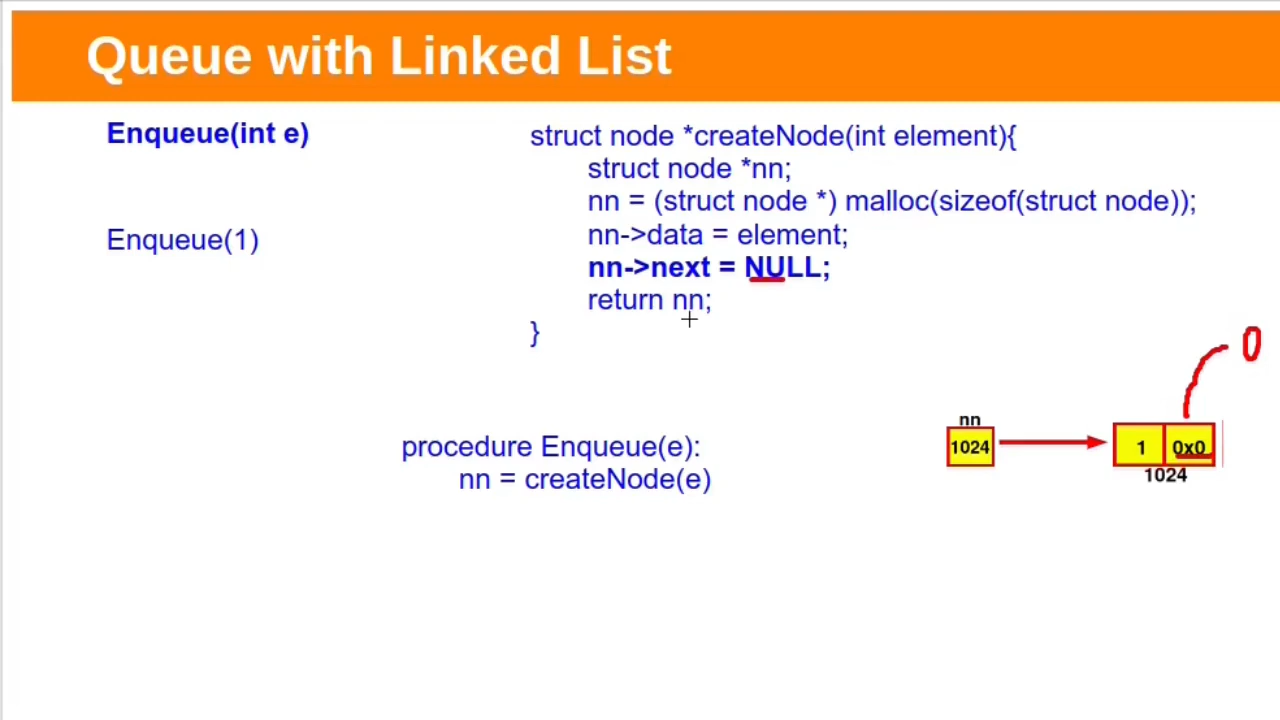 Queue with Linked List
Enqueue(int e)
Enqueue(1)
struct node *createNode(int element){
struct node *nn;
nn = (struct node *) malloc(sizeof(struct node));
nn->data = element;
nn->next = NULL;
return nn;
}
procedure Enqueue(e):
nn = createNode(e)
0
nn
1024
1 0x0
1024